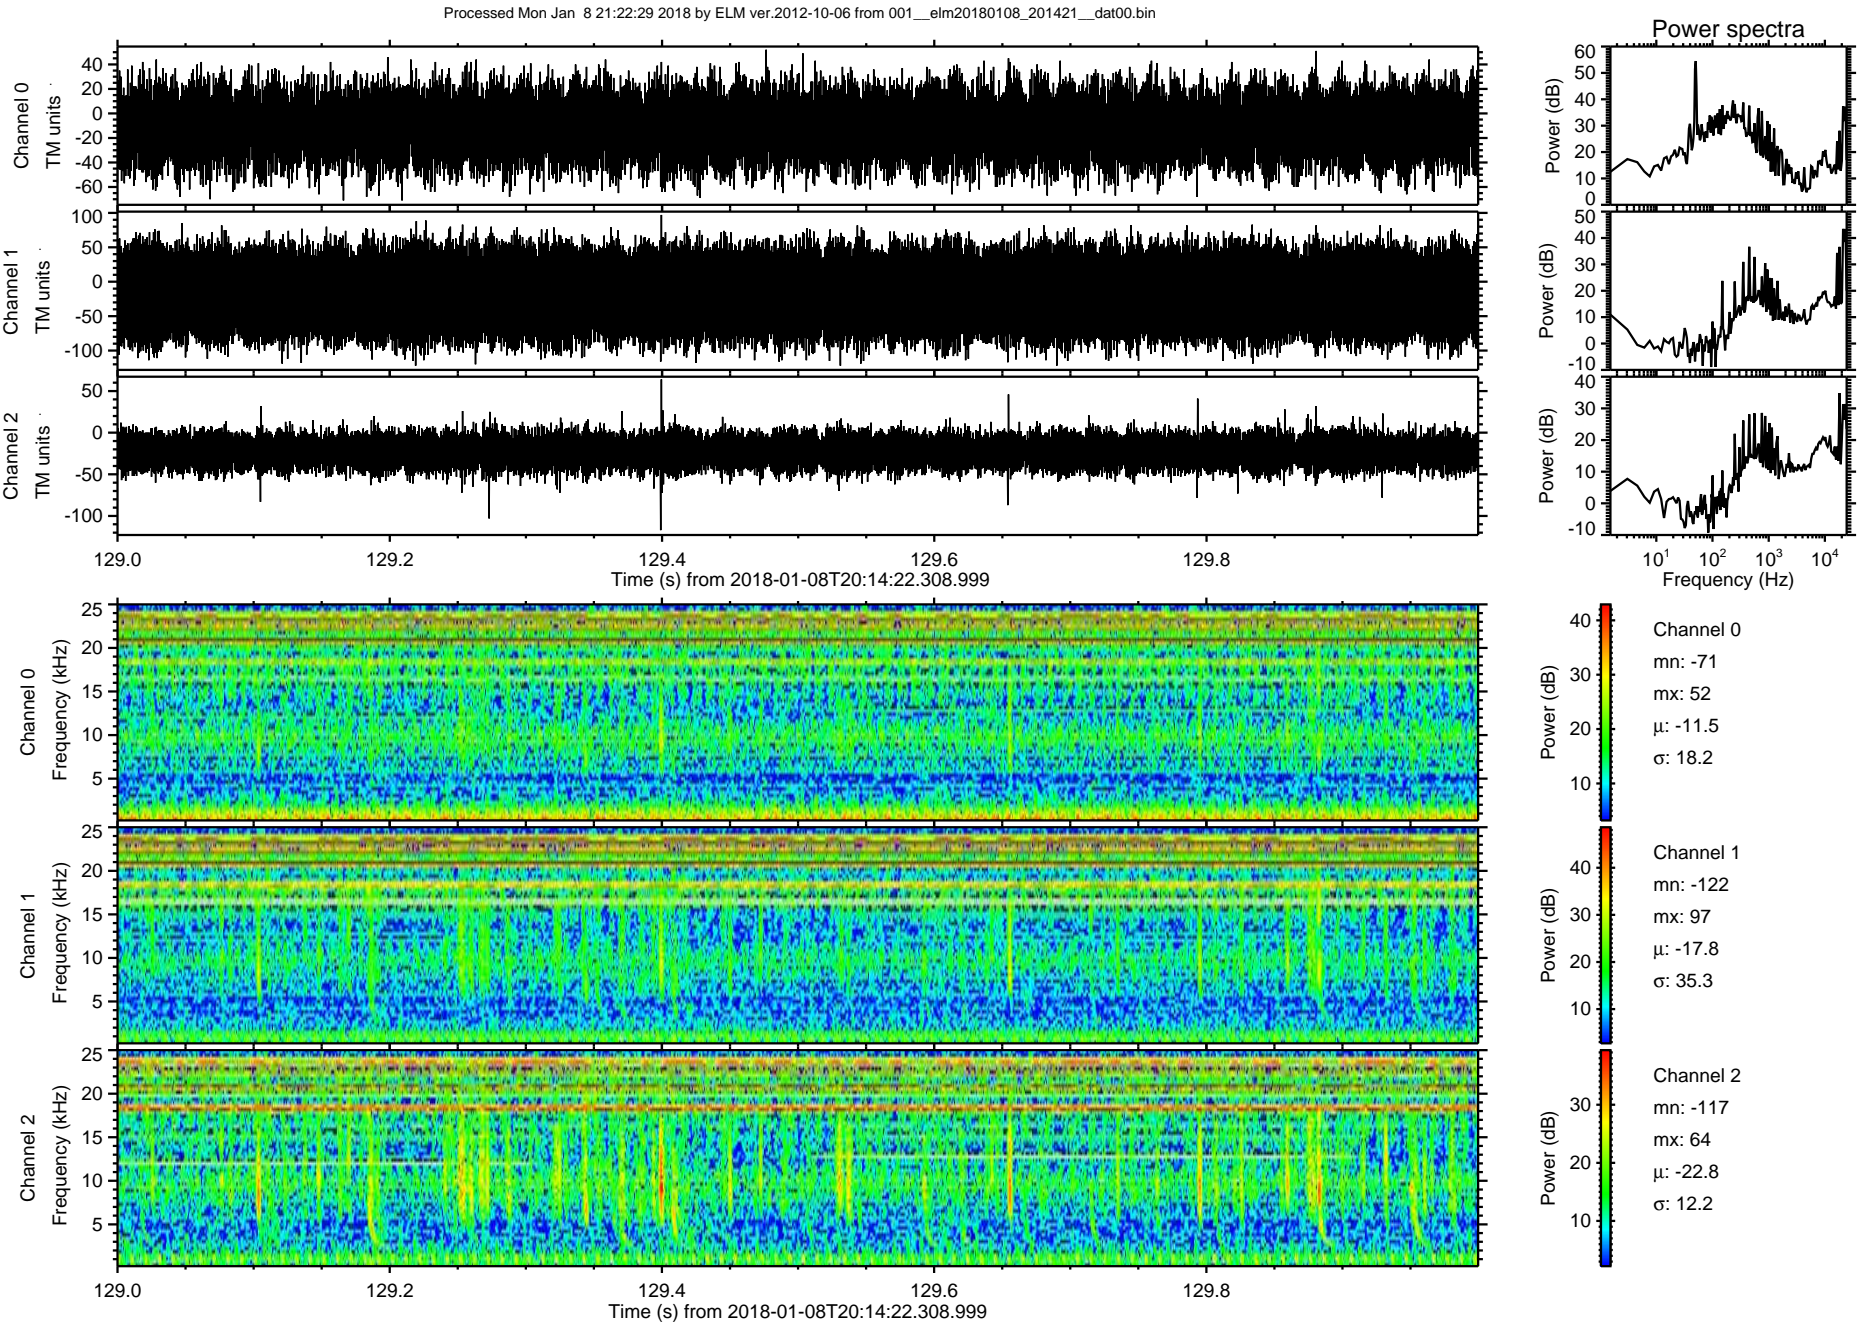 Processed Mon Jan  8 21:22:29 2018 by ELM ver.2012-10-06 from 001__elm20180108_201421__dat00.bin
Power spectra
Channel 0
TM units
40
20
0
-20
-40
-60
Power (dB)
60
50
40
30
20
10
0
Channel 1
TM units
100
50
0
-50
-100
Power (dB)
50
40
30
20
10
0
-10
Channel 2
TM units
50
0
-50
-100
Power (dB)
40
30
20
10
0
-10
129.0 129.2 129.4 129.6 129.8
Time (s) from 2018-01-08T20:14:22.308.999
10^1 10^2 10^3 10^4
Frequency (Hz)
Channel 0
Frequency (kHz)
25
20
15
10
5
Power (dB)
40
30
20
10
Channel 0
mn: -71
mx: 52
μ: -11.5
σ: 18.2
Channel 1
Frequency (kHz)
25
20
15
10
5
Power (dB)
40
30
20
10
Channel 1
mn: -122
mx: 97
μ: -17.8
σ: 35.3
Channel 2
Frequency (kHz)
25
20
15
10
5
Power (dB)
30
20
10
Channel 2
mn: -117
mx: 64
μ: -22.8
σ: 12.2
129.0 129.2 129.4 129.6 129.8
Time (s) from 2018-01-08T20:14:22.308.999